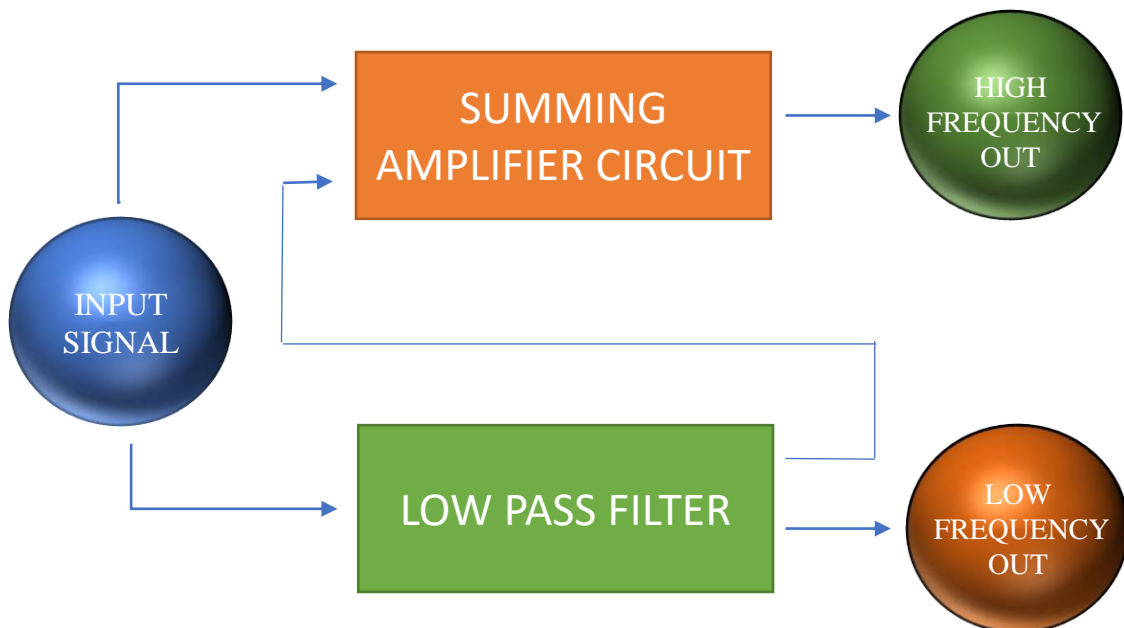 SUMMING
AMPLIFIER CIRCUIT
HIGH
FREQUENCY
OUT
INPUT
SIGNAL
LOW PASS FILTER
LOW
FREQUENCY
OUT